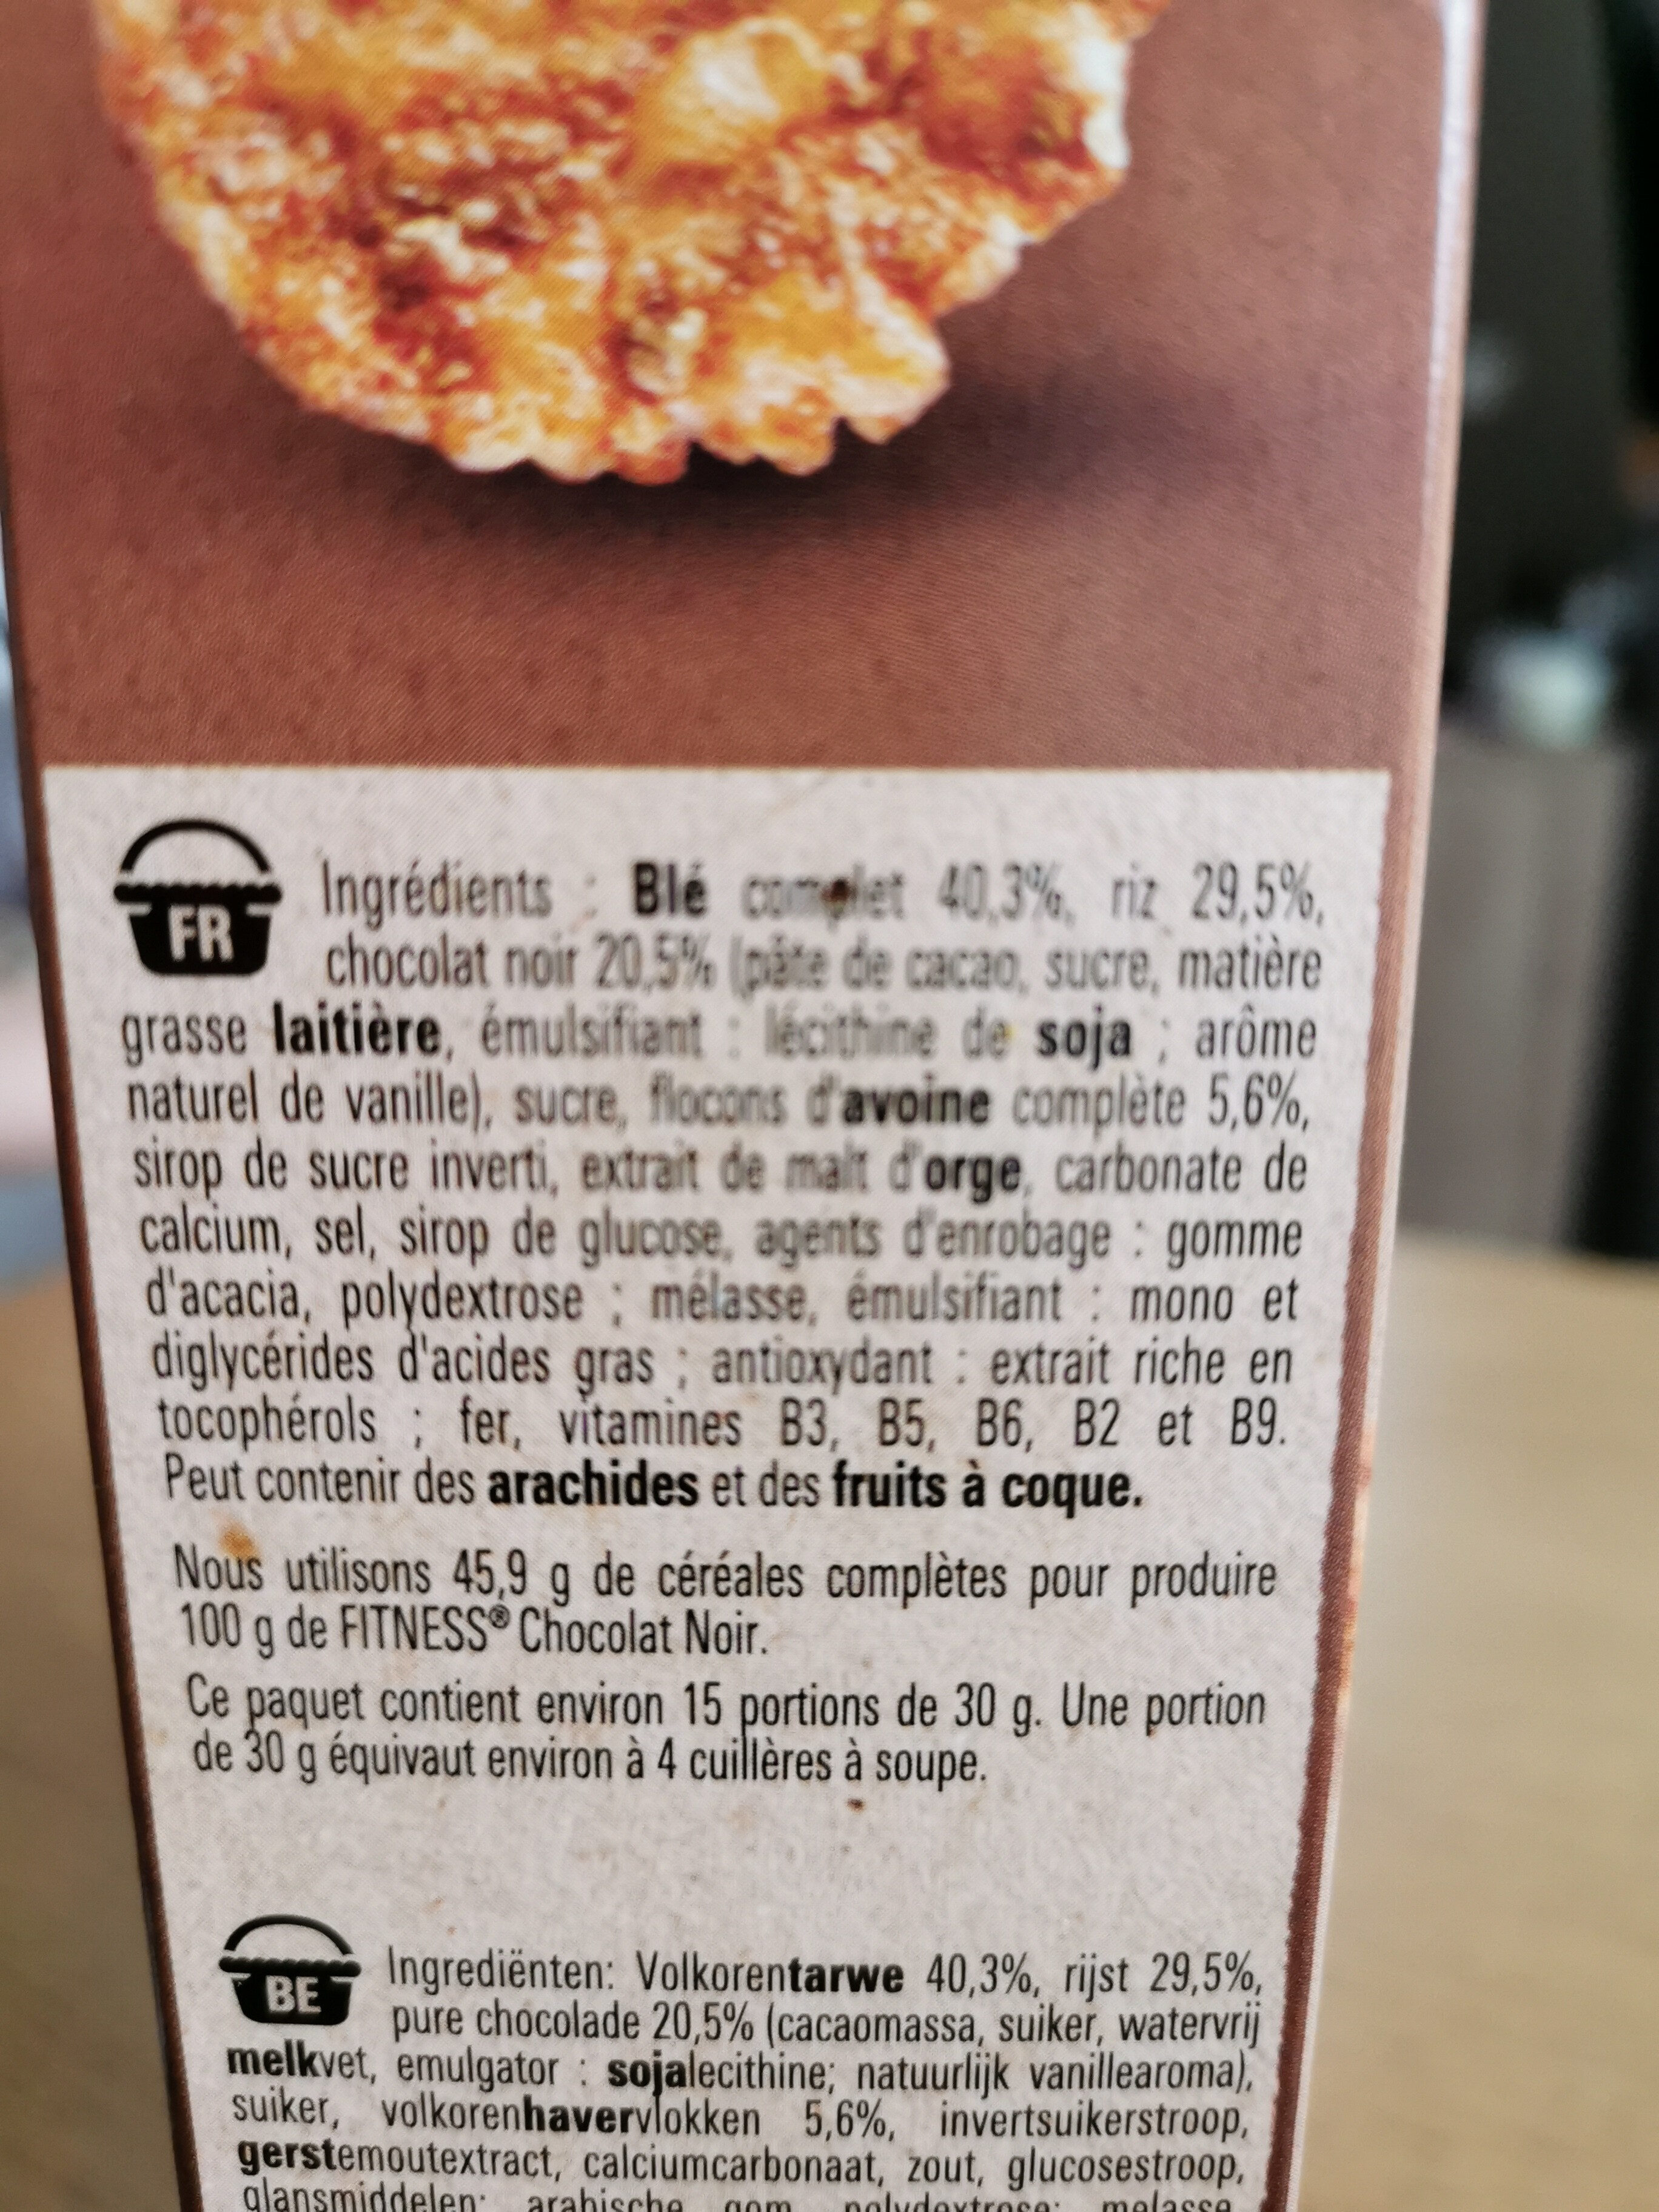 FR
Ingrédients : Blé complet 40,3%, riz 29,5%,
chocolat noir 20,5% (pâte de cacao, sucre, matière
grasse laitière, émulsifiant : lécithine de soja ; arôme
naturel de vanille), sucre, flocons d'avoine complète 5,6%,
sirop de sucre inverti, extrait de malt d'orge, carbonate de
calcium, sel, sirop de glucose, agents d'enrobage : gomme
d'acacia, polydextrose ; mélasse, émulsifiant : mono et
diglycérides d'acides gras ; antioxydant : extrait riche en
tocophérols ; fer, vitamines B3, B5, B6, B2 et B9.
Peut contenir des arachides et des fruits à coque.
Nous utilisons 45,9 g de céréales complètes pour produire
100 g de FITNESS® Chocolat Noir.
Ce paquet contient environ 15 portions de 30 g. Une portion
de 30 g équivaut environ à 4 cuillères à soupe.
BE
Ingrediënten: Volkorentarwe 40,3%, rijst 29,5%,
pure chocolade 20,5% (cacaomassa, suiker, watervrij
melkvet, emulgator : sojalecithine; natuurlijk vanillearoma),
suiker, volkorenhavervlokken 5,6%, invertsuikerstroop,
gerstemoutextract, calciumcarbonaat, zout, glucosestroop,
glansmiddelen: arabische gom, polydextrose; melasse,